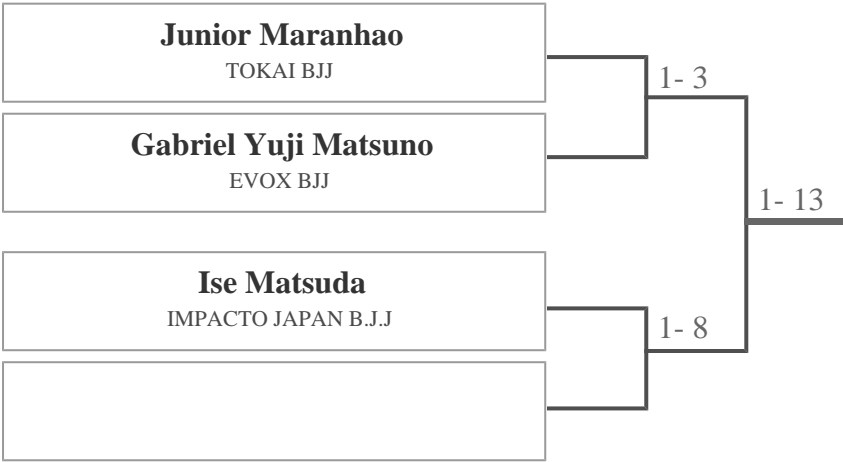 Junior Maranhao
TOKAI BJJ
1- 3
Gabriel Yuji Matsuno
EVOX BJJ
1- 13
Ise Matsuda
IMPACTO JAPAN B.J.J
1- 8